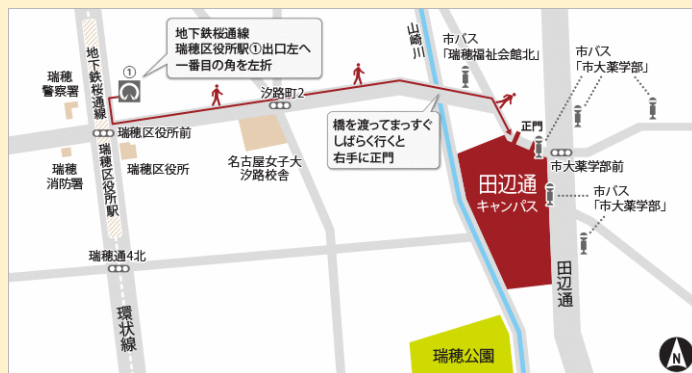 地下鉄桜通線
瑞穂区役所駅①出口左へ
一番目の角を左折
地下鉄桜通線
①
瑞穂
警察署
瑞穂区役所前
瑞穂
消防署
瑞穂区役所
瑞穂区役所駅
汐路町2
名古屋女子大
汐路校舎
山崎川
市バス
「瑞穂福祉会館北」
市バス
「市大薬学部」
橋を渡ってまっすぐ
しばらく行くと
右手に正門
正門
市大薬学部前
田辺通
キャンパス
市バス
「市大薬学部」
瑞穂通4北
環状線
田辺通
瑞穂公園
N